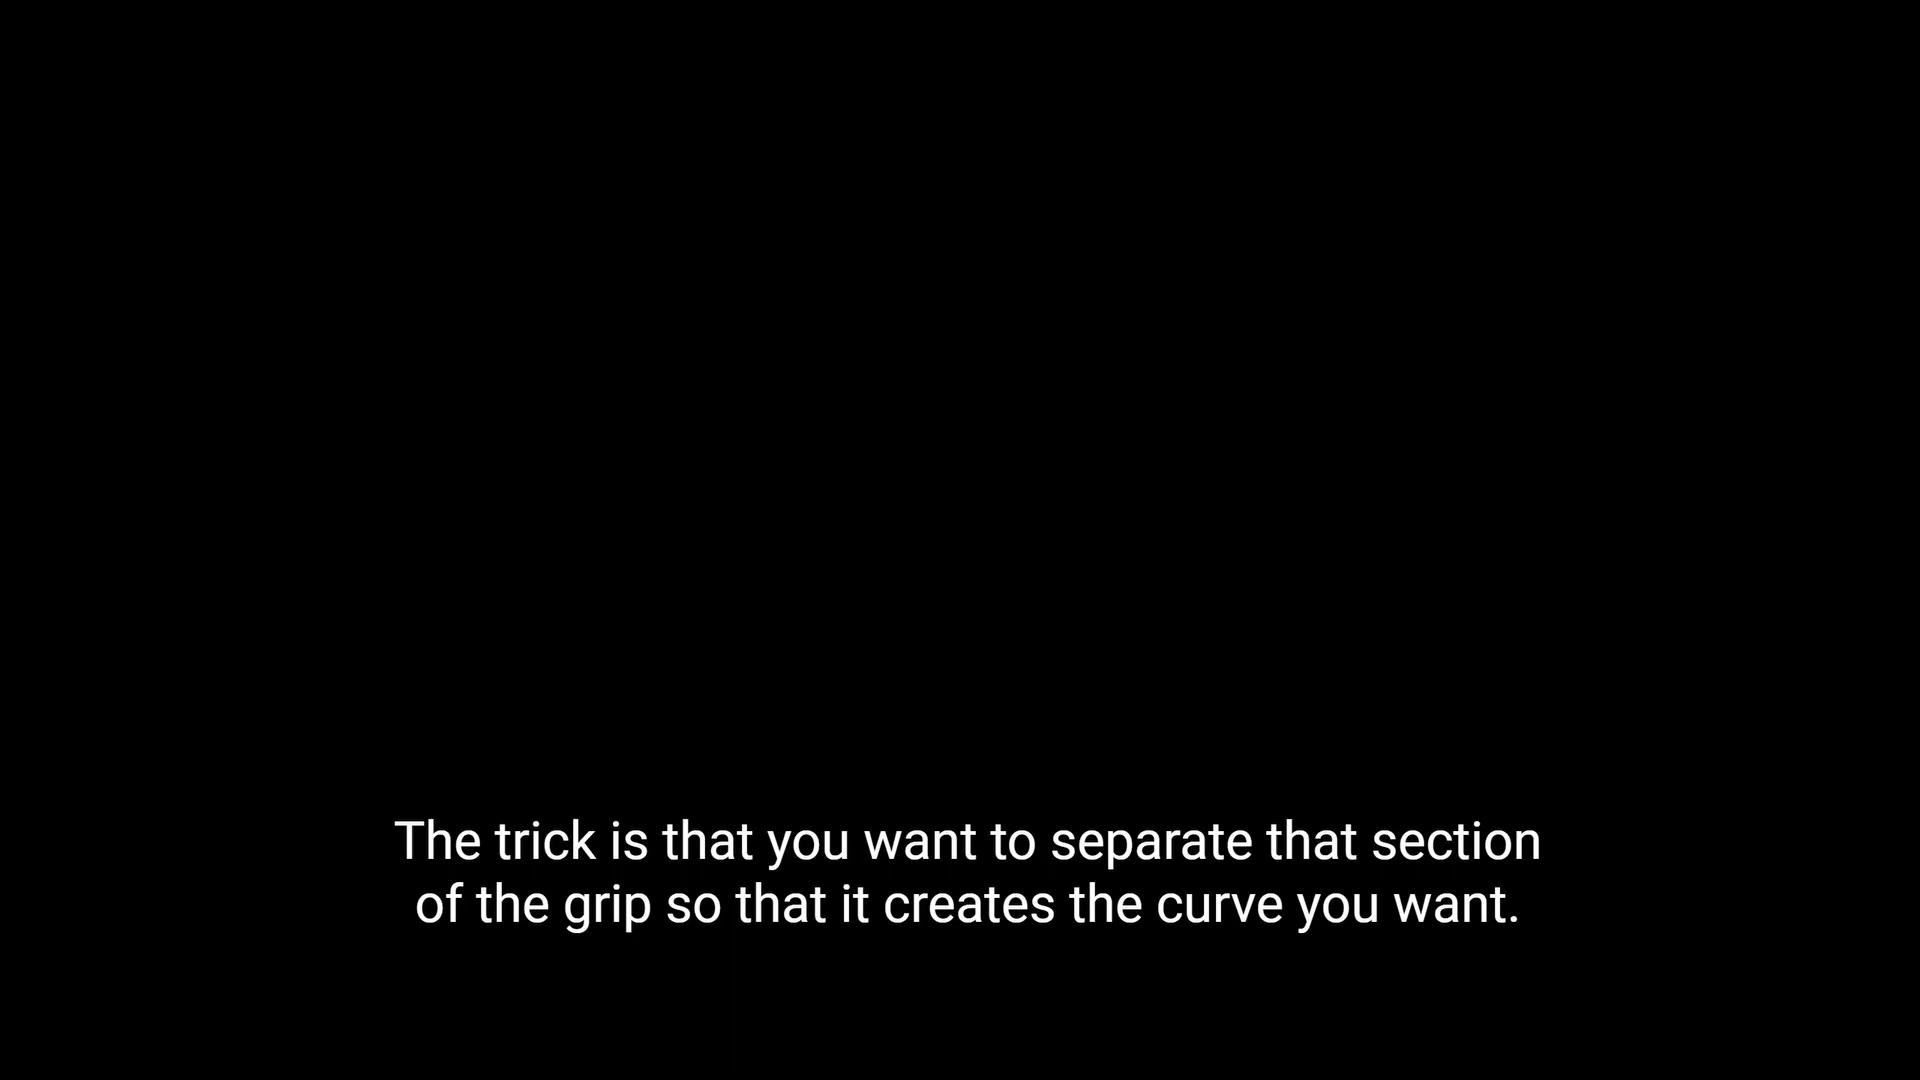 The trick is that you want to separate that section
of the grip so that it creates the curve you want.